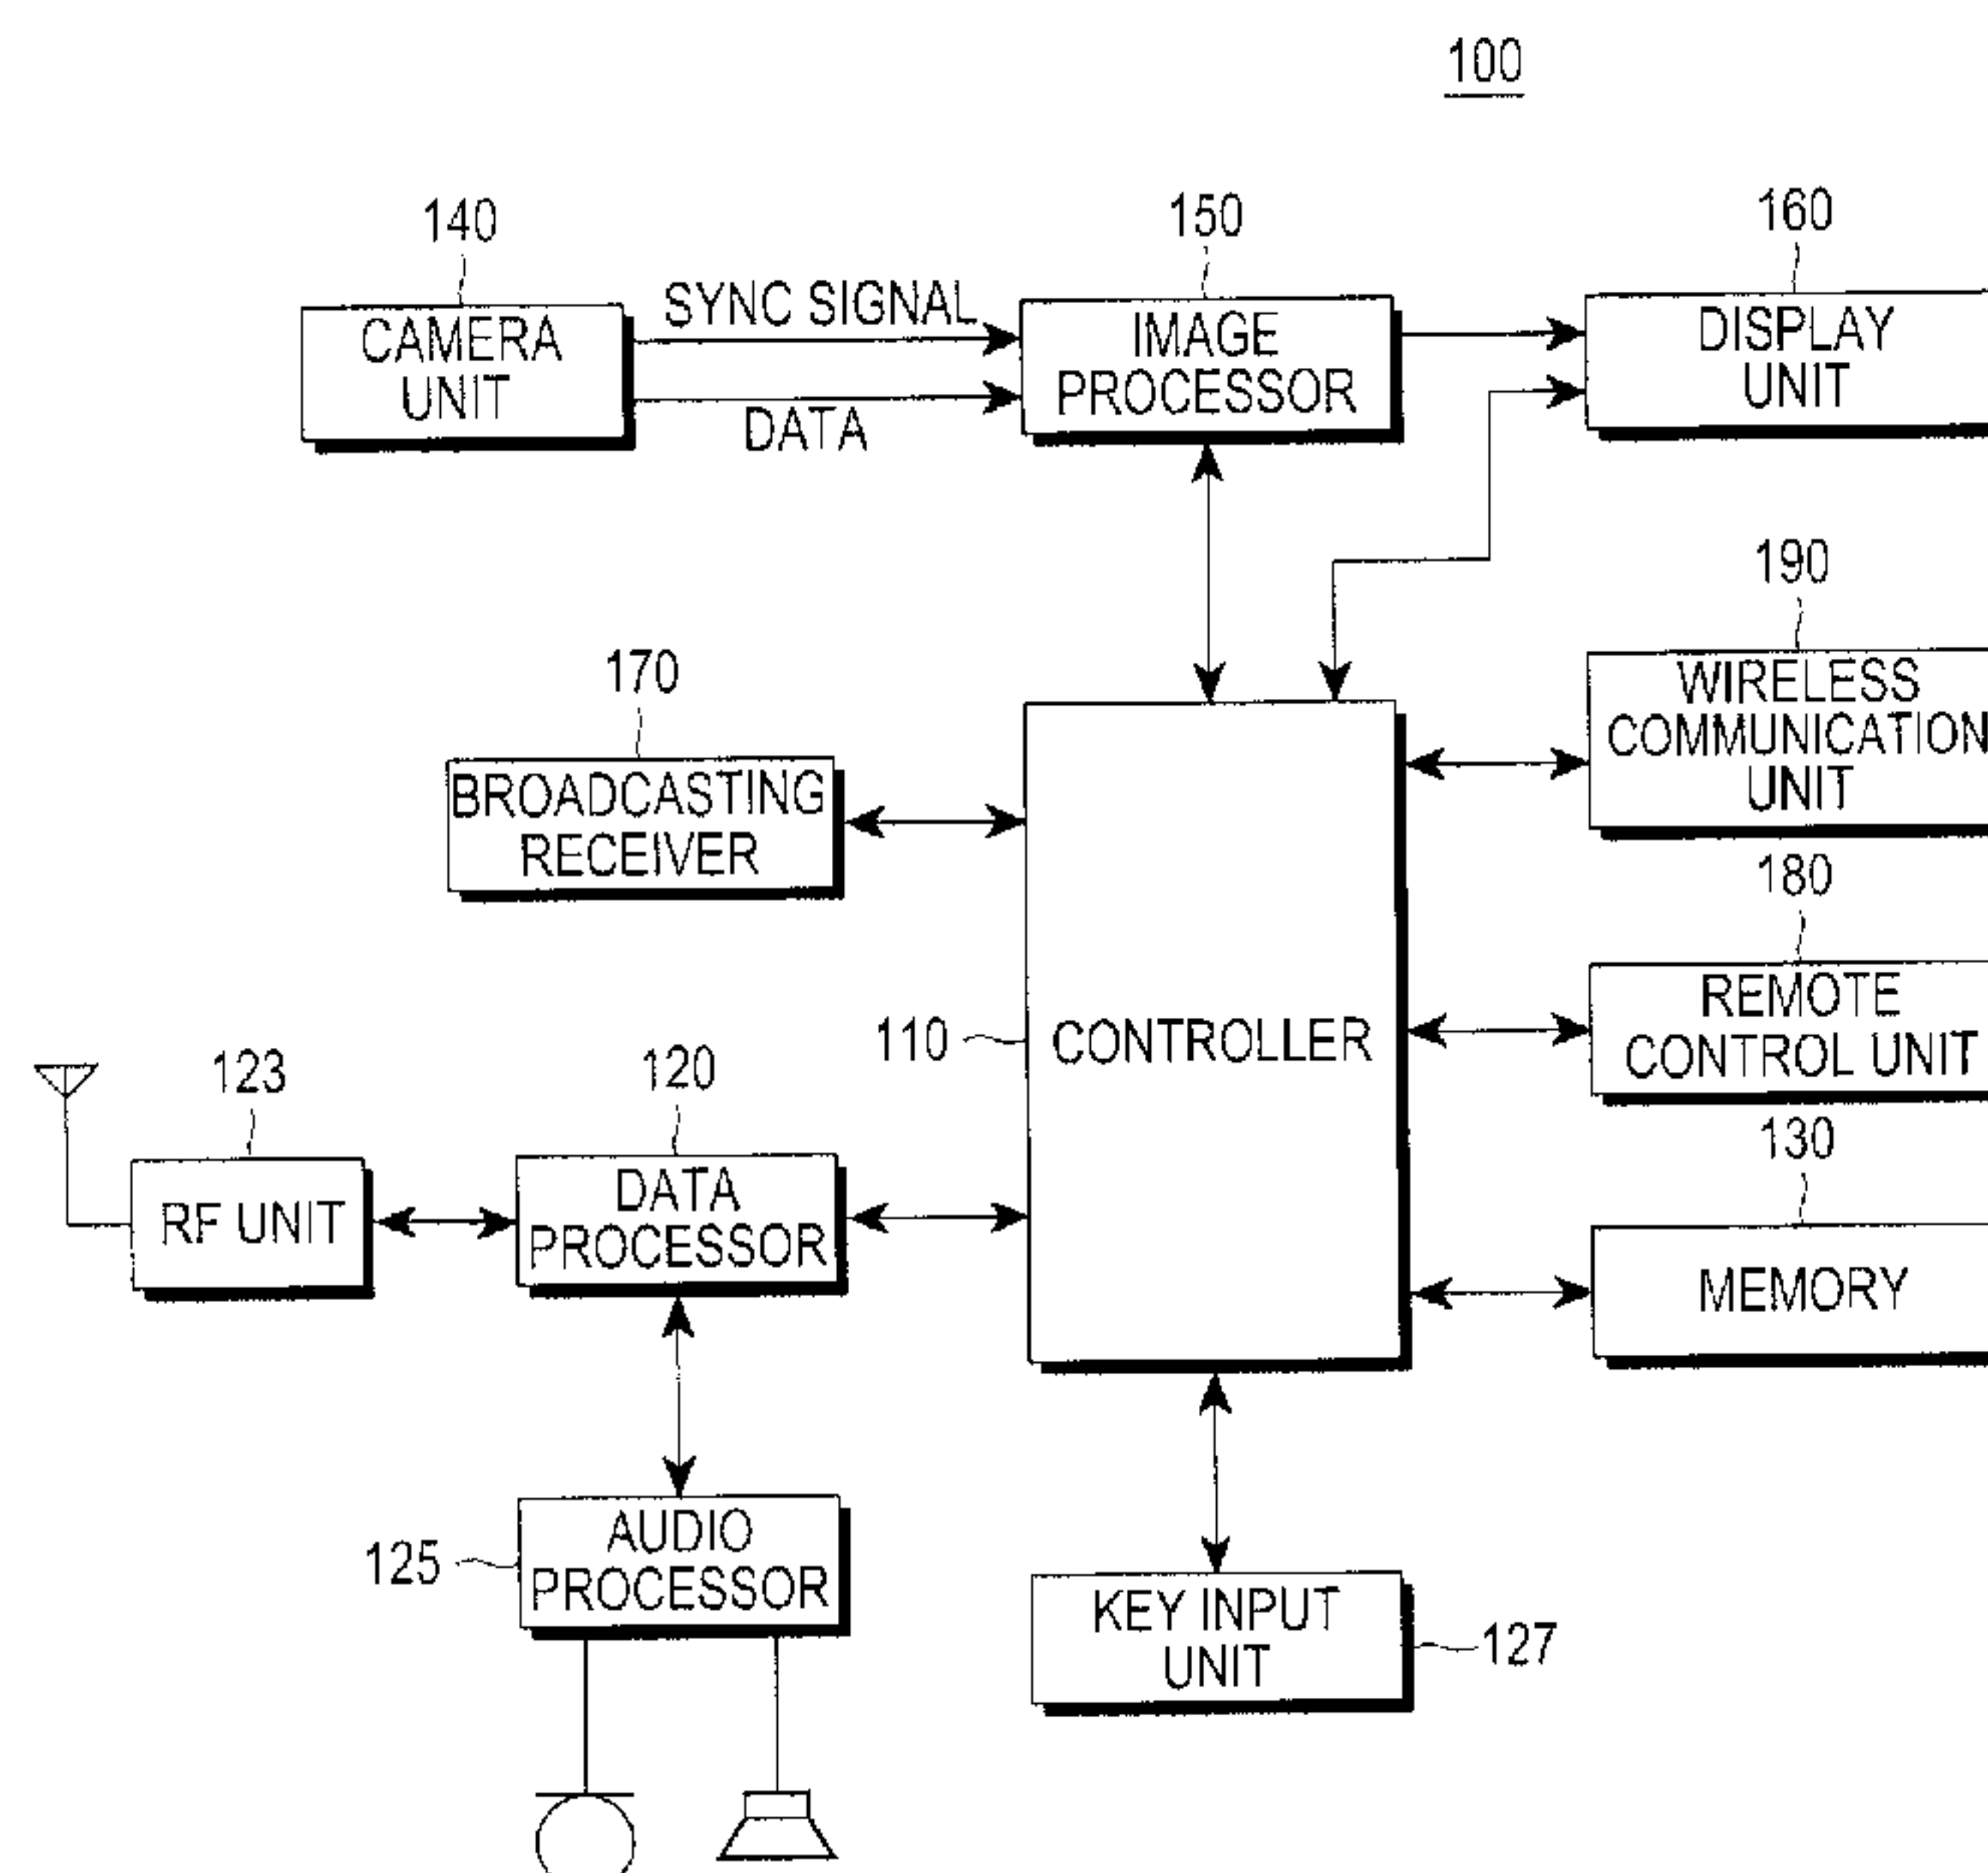 100
140
150
160
CAMERA
UNIT
SYNC SIGNAL
DATA
IMAGE
PROCESSOR
DISPLAY
UNIT
190
WIRELESS
COMMUNICATION
UNIT
170
BROADCASTING
RECEIVER
180
REMOTE
CONTROL UNIT
110
CONTROLLER
123
120
130
RF UNIT
DATA
PROCESSOR
MEMORY
125
AUDIO
PROCESSOR
KEY INPUT
UNIT
127